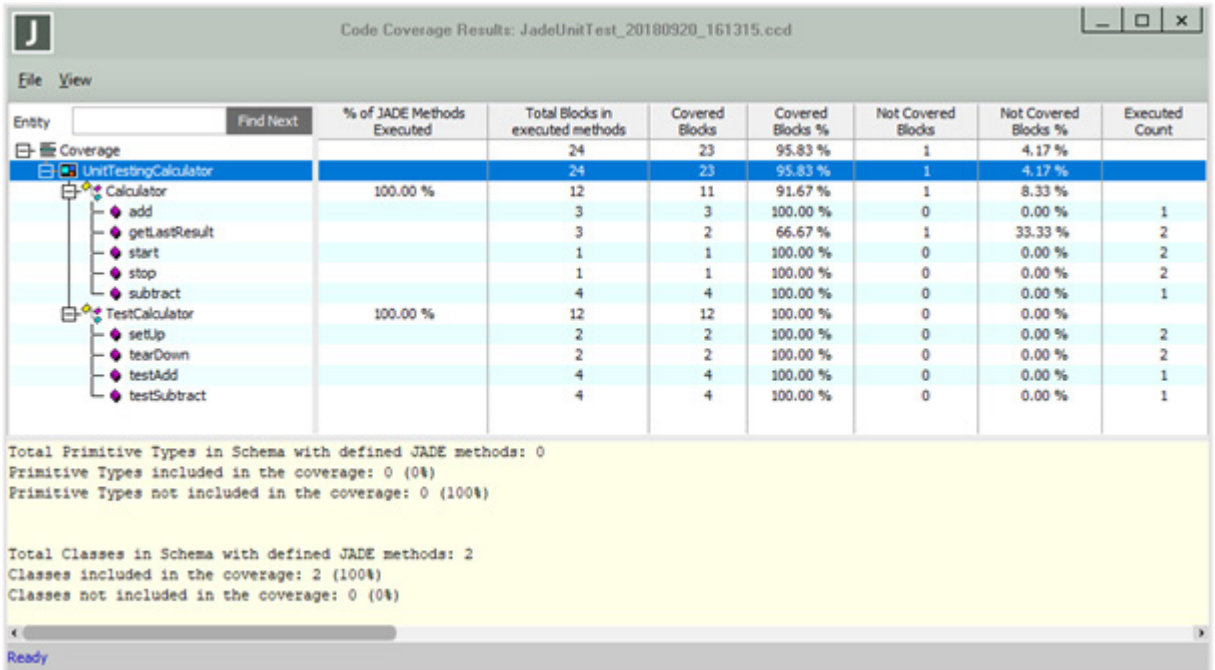 J
Code Coverage Results: JadeUnitTest_20180920_161315.ccd
File View
Entity Find Next % of JADE Methods Executed Total Blocks in executed methods Covered Blocks Covered Blocks % Not Covered Blocks Not Covered Blocks % Executed Count
Coverage 24 23 95.83 % 1 4.17 %
UnitTestingCalculator 24 23 95.83 % 1 4.17 %
Calculator 100.00 % 12 11 91.67 % 1 8.33 %
add 3 3 100.00 % 0 0.00 % 1
getLastResult 3 2 66.67 % 1 33.33 % 2
start 1 1 100.00 % 0 0.00 % 2
stop 1 1 100.00 % 0 0.00 % 2
subtract 4 4 100.00 % 0 0.00 % 1
TestCalculator 100.00 % 12 12 100.00 % 0 0.00 %
setUp 2 2 100.00 % 0 0.00 % 2
tearDown 2 2 100.00 % 0 0.00 % 2
testAdd 4 4 100.00 % 0 0.00 % 1
testSubtract 4 4 100.00 % 0 0.00 % 1
Total Primitive Types in Schema with defined JADE methods: 0
Primitive Types included in the coverage: 0 (0%)
Primitive Types not included in the coverage: 0 (100%)
Total Classes in Schema with defined JADE methods: 2
Classes included in the coverage: 2 (100%)
Classes not included in the coverage: 0 (0%)
Ready